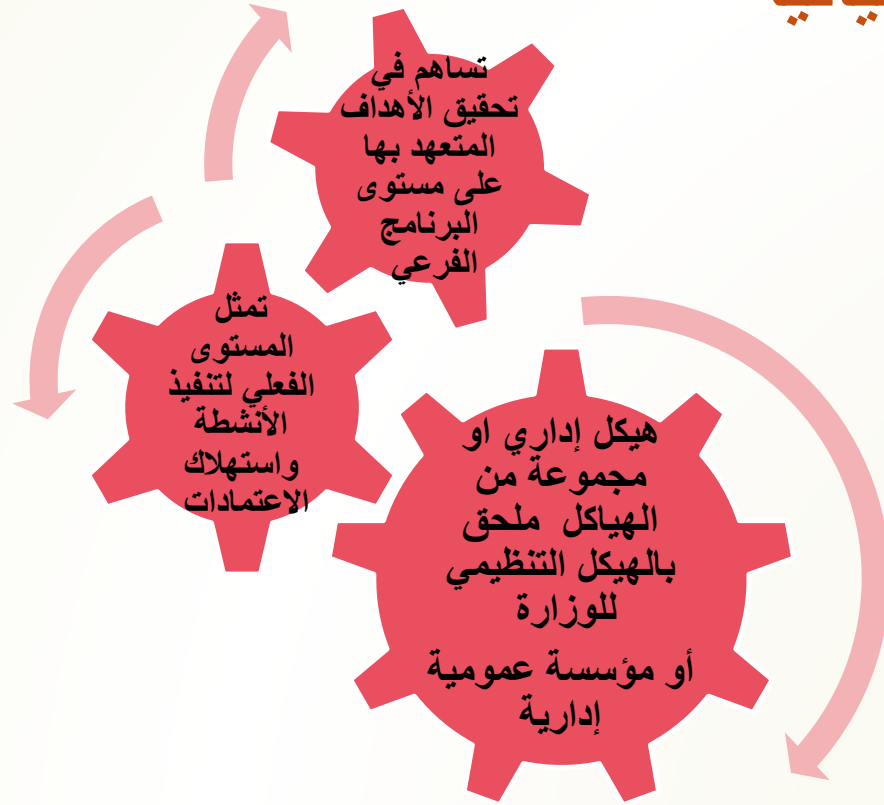 تساهم في
تحقيق الأهداف
المتعهد بها
على مستوى
البرنامج
الفرعي
تمثل
المستوى
الفعلي لتنفيذ
الأنشطة
واستهلاك
الاعتمادات
هيكل إداري او
مجموعة من
الهياكل ملحق
بالهيكل التنظيمي
للوزارة
أو مؤسسة عمومية
إدارية